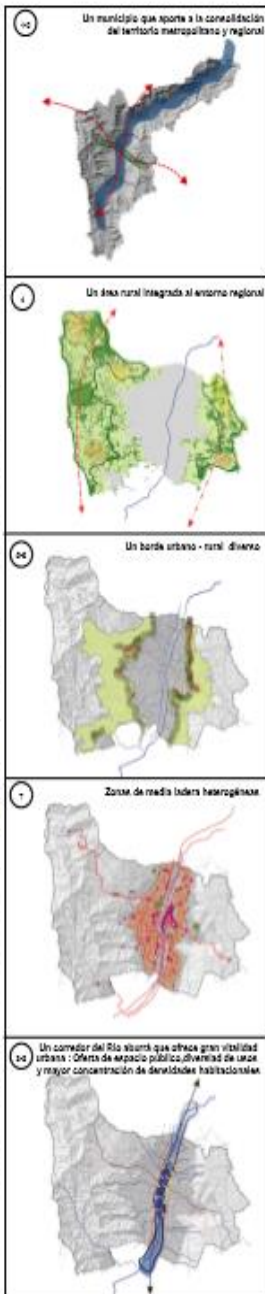 Un municipio que aporte a la consolidación
del territorio metropolitano y regional
Un área rural integrada al entorno regional
Un borde urbano - rural diverso
Zonas de media ladera heterogéneas
Un corredor del Río aburrá que ofrece gran vitalidad
urbana : Oferta de espacio público,diversidad de usos
y mayor concentración de densidades habitacionales